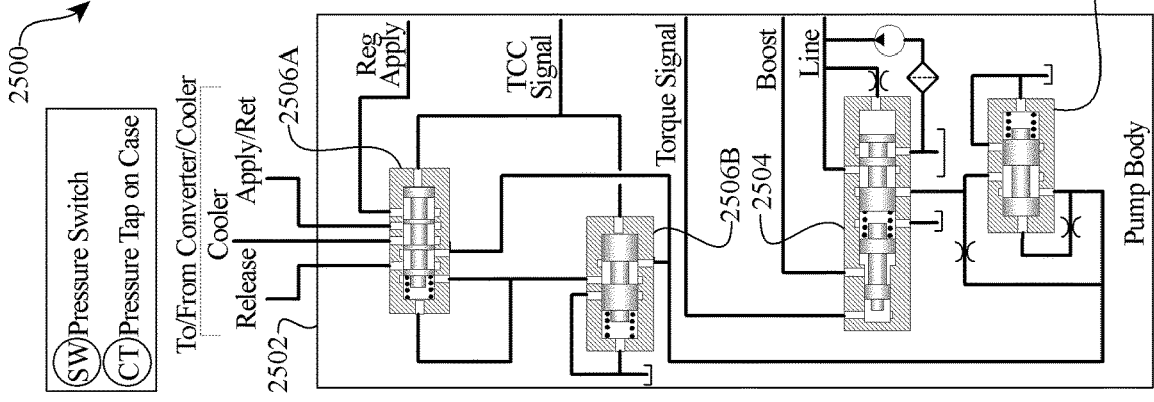 2500
SW Pressure Switch
CT Pressure Tap on Case
To/From Converter/Cooler
Release
Cooler
Apply/Ret
Reg
Apply
2506A
2502
TCC
Signal
Torque Signal
Boost
Line
2506B
2504
Pump Body